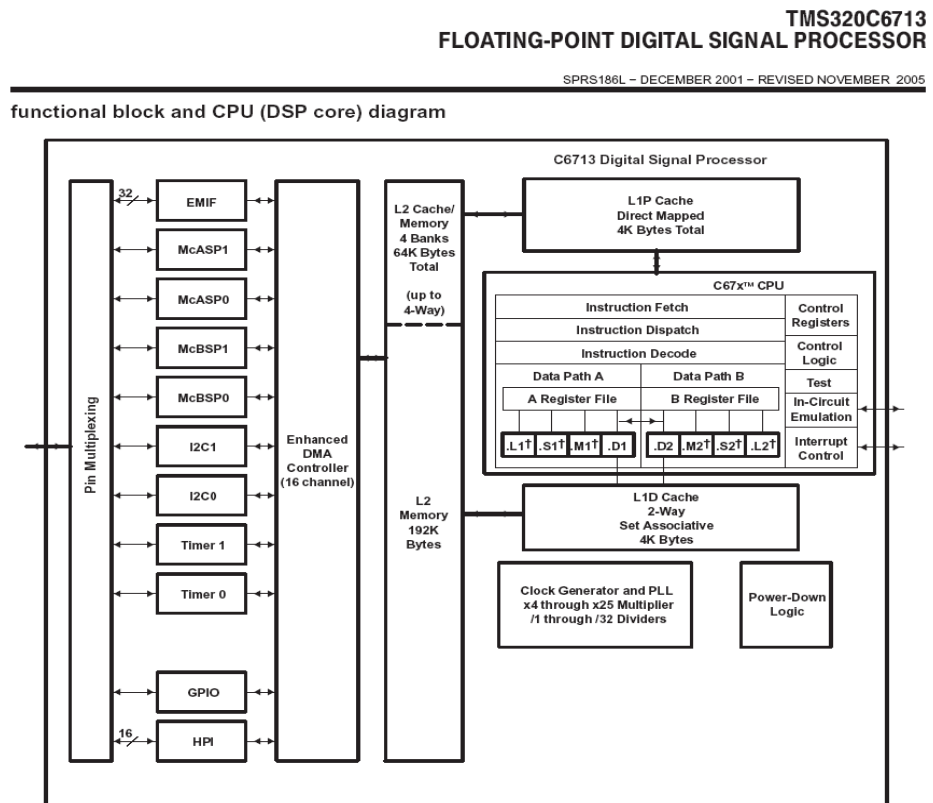 TMS320C6713
FLOATING-POINT DIGITAL SIGNAL PROCESSOR
SPRS186L − DECEMBER 2001 − REVISED NOVEMBER 2005
functional block and CPU (DSP core) diagram
C6713 Digital Signal Processor
Pin Multiplexing
32
EMIF
McASP1
McASP0
McBSP1
McBSP0
I2C1
I2C0
Timer 1
Timer 0
GPIO
16
HPI
Enhanced
DMA
Controller
(16 channel)
L2 Cache/
Memory
4 Banks
64K Bytes
Total
(up to
4-Way)
L2
Memory
192K
Bytes
L1P Cache
Direct Mapped
4K Bytes Total
C67x™ CPU
Instruction Fetch
Instruction Dispatch
Instruction Decode
Data Path A
Data Path B
A Register File
B Register File
.L1† .S1† .M1† .D1
.D2 .M2† .S2† .L2†
Control
Registers
Control
Logic
Test
In-Circuit
Emulation
Interrupt
Control
L1D Cache
2-Way
Set Associative
4K Bytes
Clock Generator and PLL
x4 through x25 Multiplier
/1 through /32 Dividers
Power-Down
Logic